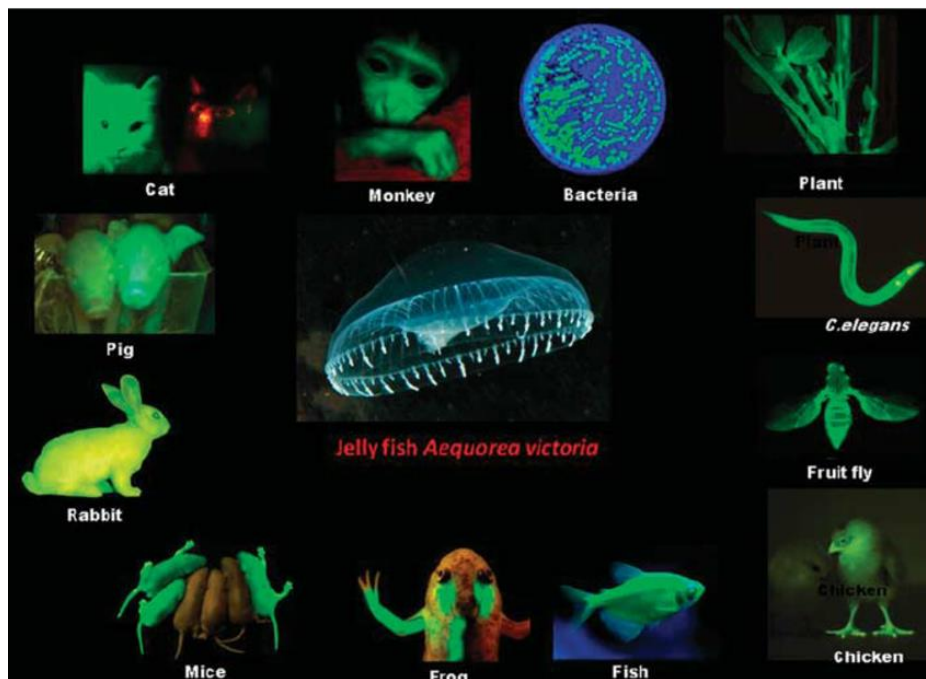 Cat
Monkey
Bacteria
Plant
Plant
C.elegans
Pig
Jelly fish Aequorea victoria
Fruit fly
Rabbit
Chicken
Chicken
Mice
Frog
Fish